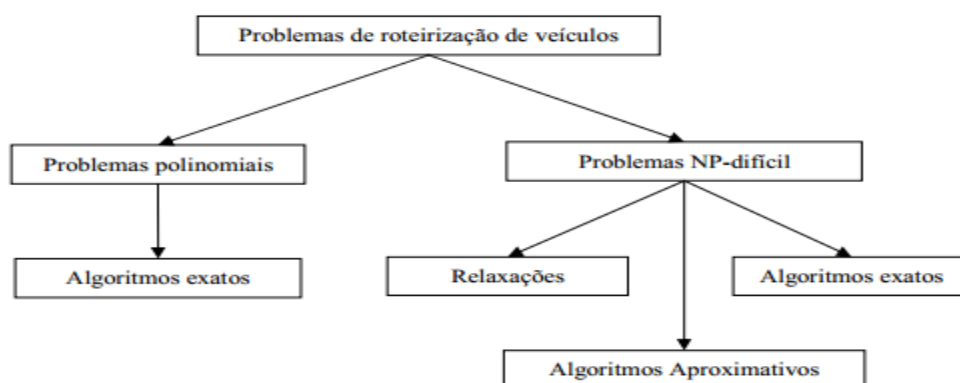 Problemas de roteirização de veículos
Problemas polinomiais
Problemas NP-difícil
Algoritmos exatos
Relaxações
Algoritmos exatos
Algoritmos Aproximativos